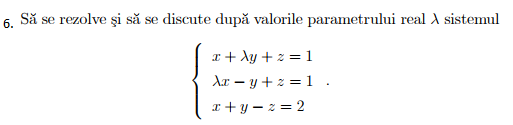 6. Să se rezolve şi să se discute după valorile parametrului real λ sistemul
x + λy + z = 1
λx − y + z = 1 .
x + y − z = 2